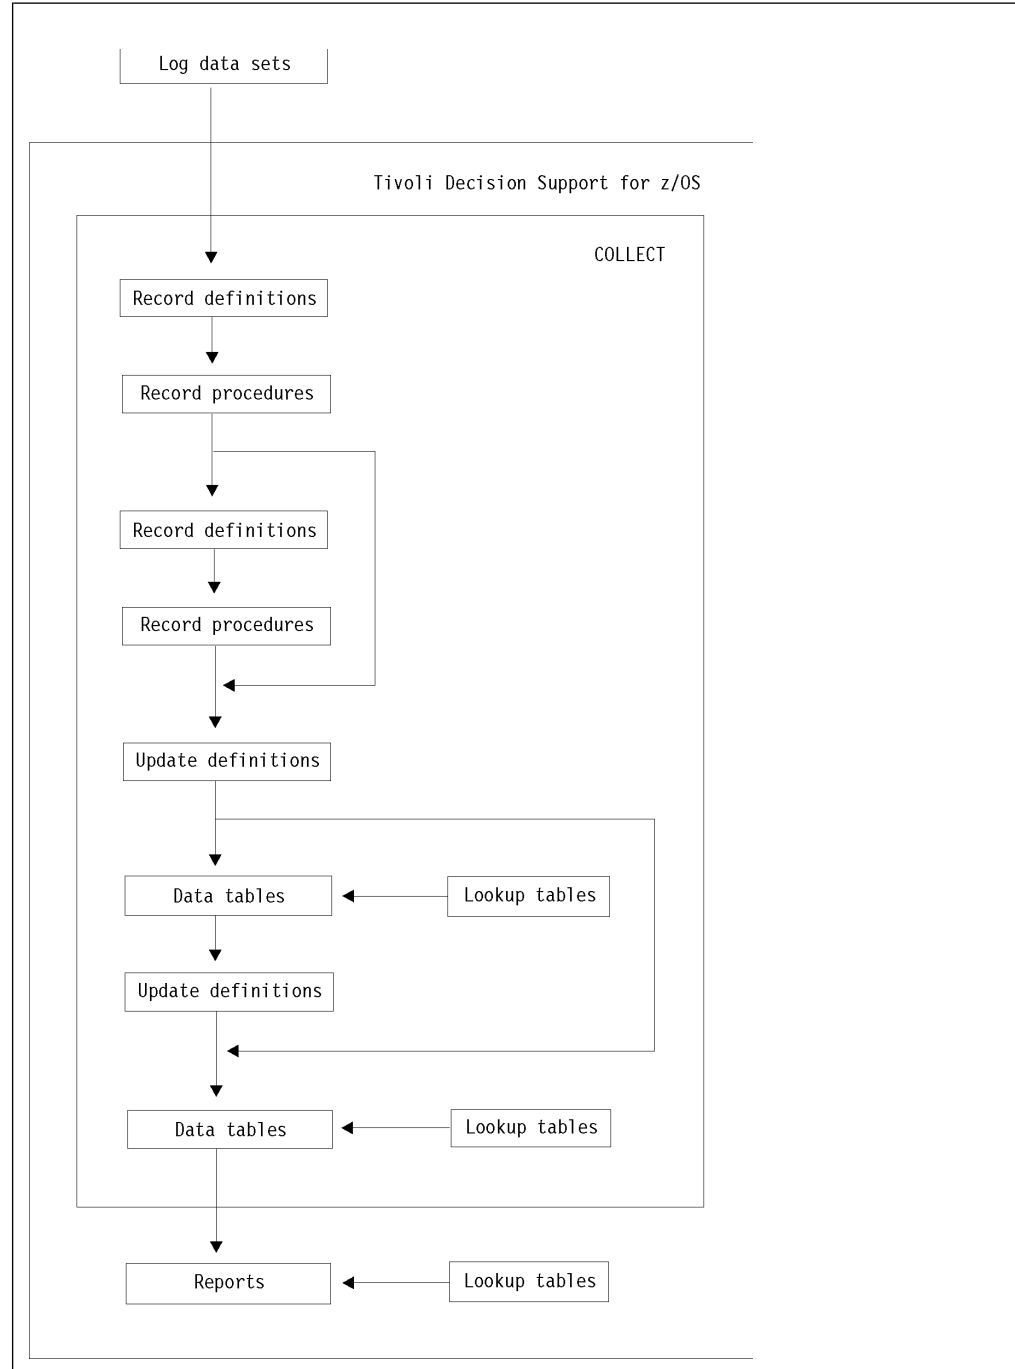 Log data sets
Tivoli Decision Support for z/OS
COLLECT
Record definitions
Record procedures
Record definitions
Record procedures
Update definitions
Data tables
Lookup tables
Update definitions
Data tables
Lookup tables
Reports
Lookup tables